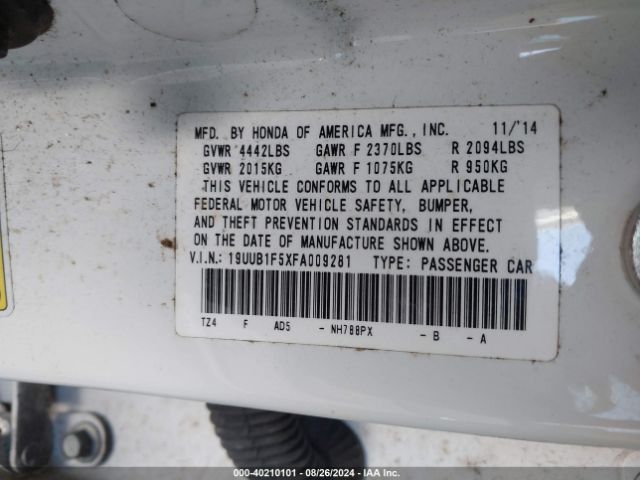 MFD. BY HONDA OF AMERICA MFG., INC. 11/'14
GVWR 4442LBS GAWR F 2370LBS R 2094LBS
GVWR 2015KG GAWR F 1075KG R 950KG
THIS VEHICLE CONFORMS TO ALL APPLICABLE
FEDERAL MOTOR VEHICLE SAFETY, BUMPER,
AND THEFT PREVENTION STANDARDS IN EFFECT
ON THE DATE OF MANUFACTURE SHOWN ABOVE.
V.I.N.: 19UUB1F5XFA009281 TYPE: PASSENGER CAR
TZ4 F AD5 - NH788PX - B - A
000-40210101 - 08/26/2024 - IAA Inc.